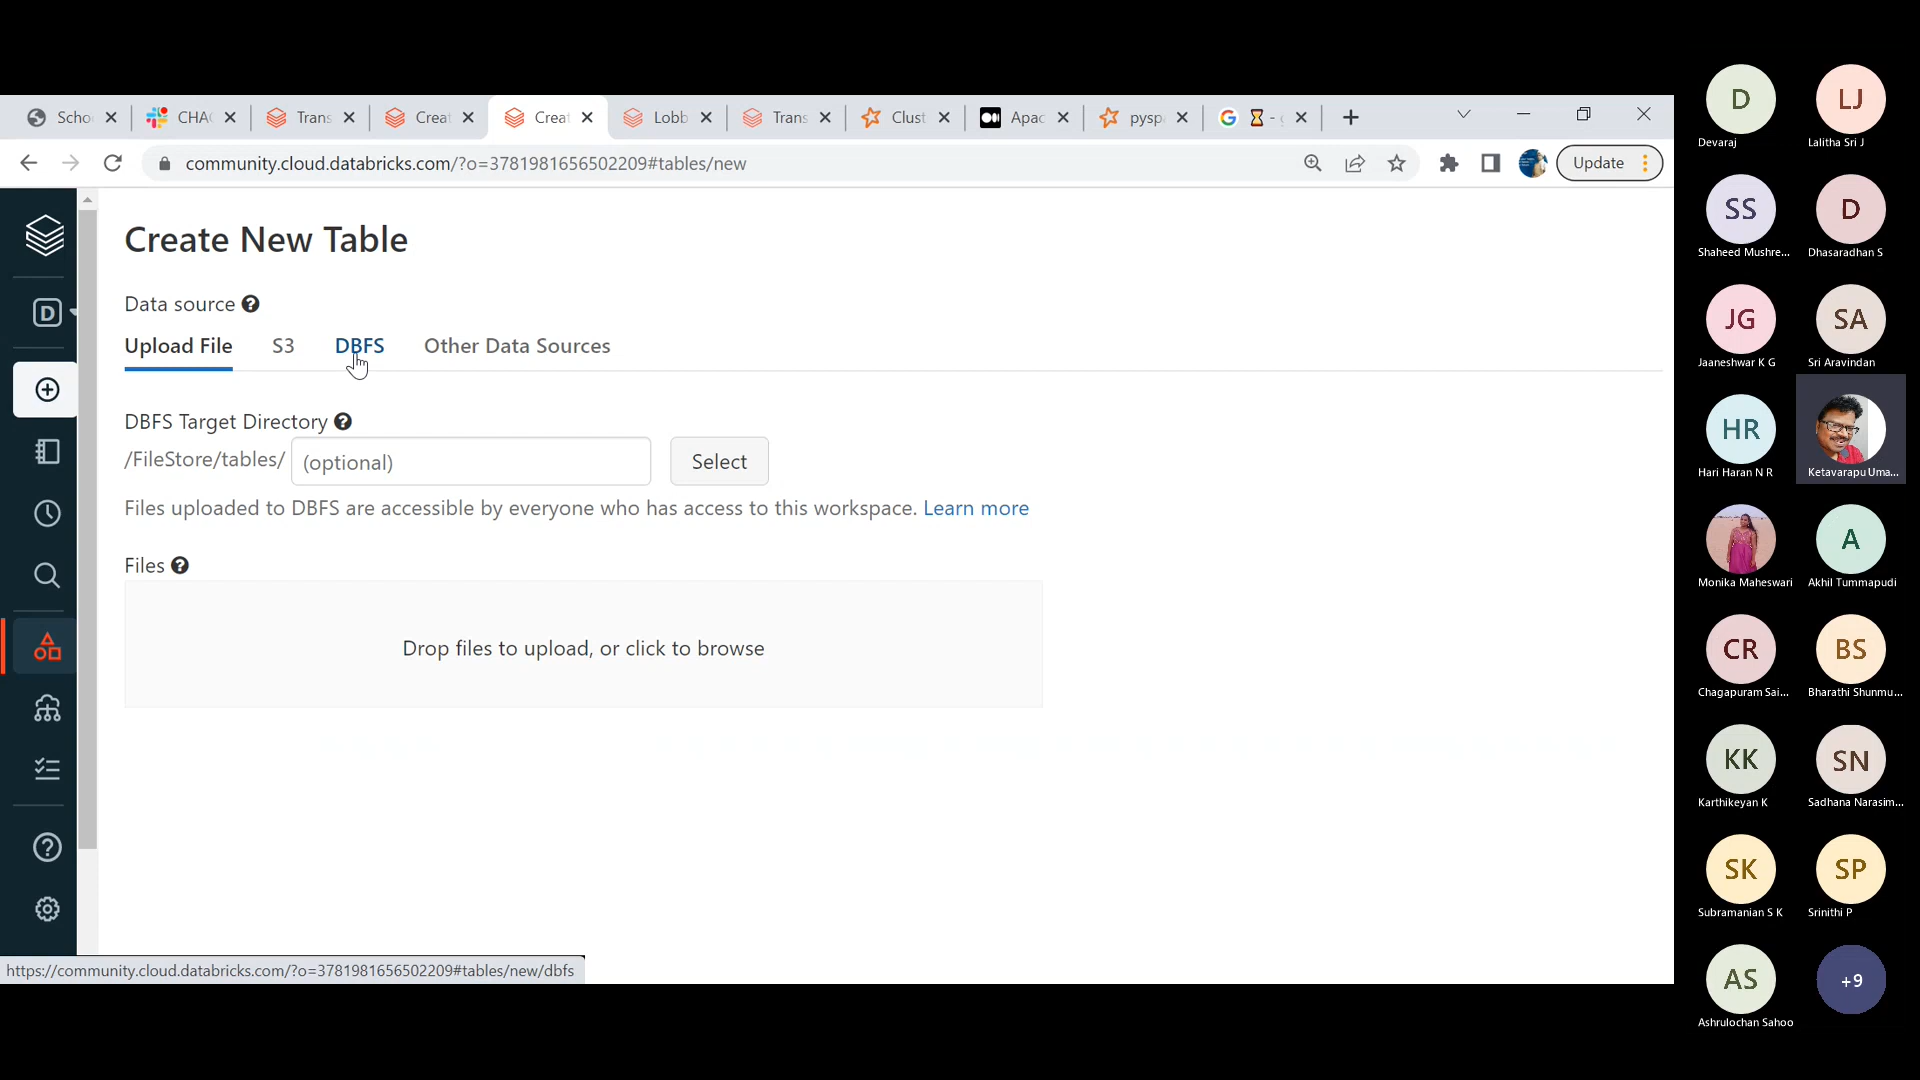 Scho
CHAC
Trans
Creat
Creat
Lobb
Trans
Clust
Apac
pysp
community.cloud.databricks.com/?o=3781981656502209#tables/new
Update
D
Create New Table
Data source
Upload File
S3
DBFS
Other Data Sources
DBFS Target Directory
/FileStore/tables/
(optional)
Select
Files uploaded to DBFS are accessible by everyone who has access to this workspace. Learn more
Files
Drop files to upload, or click to browse
https://community.cloud.databricks.com/?o=3781981656502209#tables/new/dbfs
D
Devaraj
LJ
Lalitha Sri J
SS
Shaheed Mushre...
D
Dhasaradhan S
JG
Jaaneshwar K G
SA
Sri Aravindan
HR
Hari Haran N R
Ketavarapu Uma...
Monika Maheswari
A
Akhil Tummapudi
CR
Chagapuram Sai...
BS
Bharathi Shunmu...
KK
Karthikeyan K
SN
Sadhana Narasim...
SK
Subramanian S K
SP
Srinithi P
AS
Ashrulochan Sahoo
+9